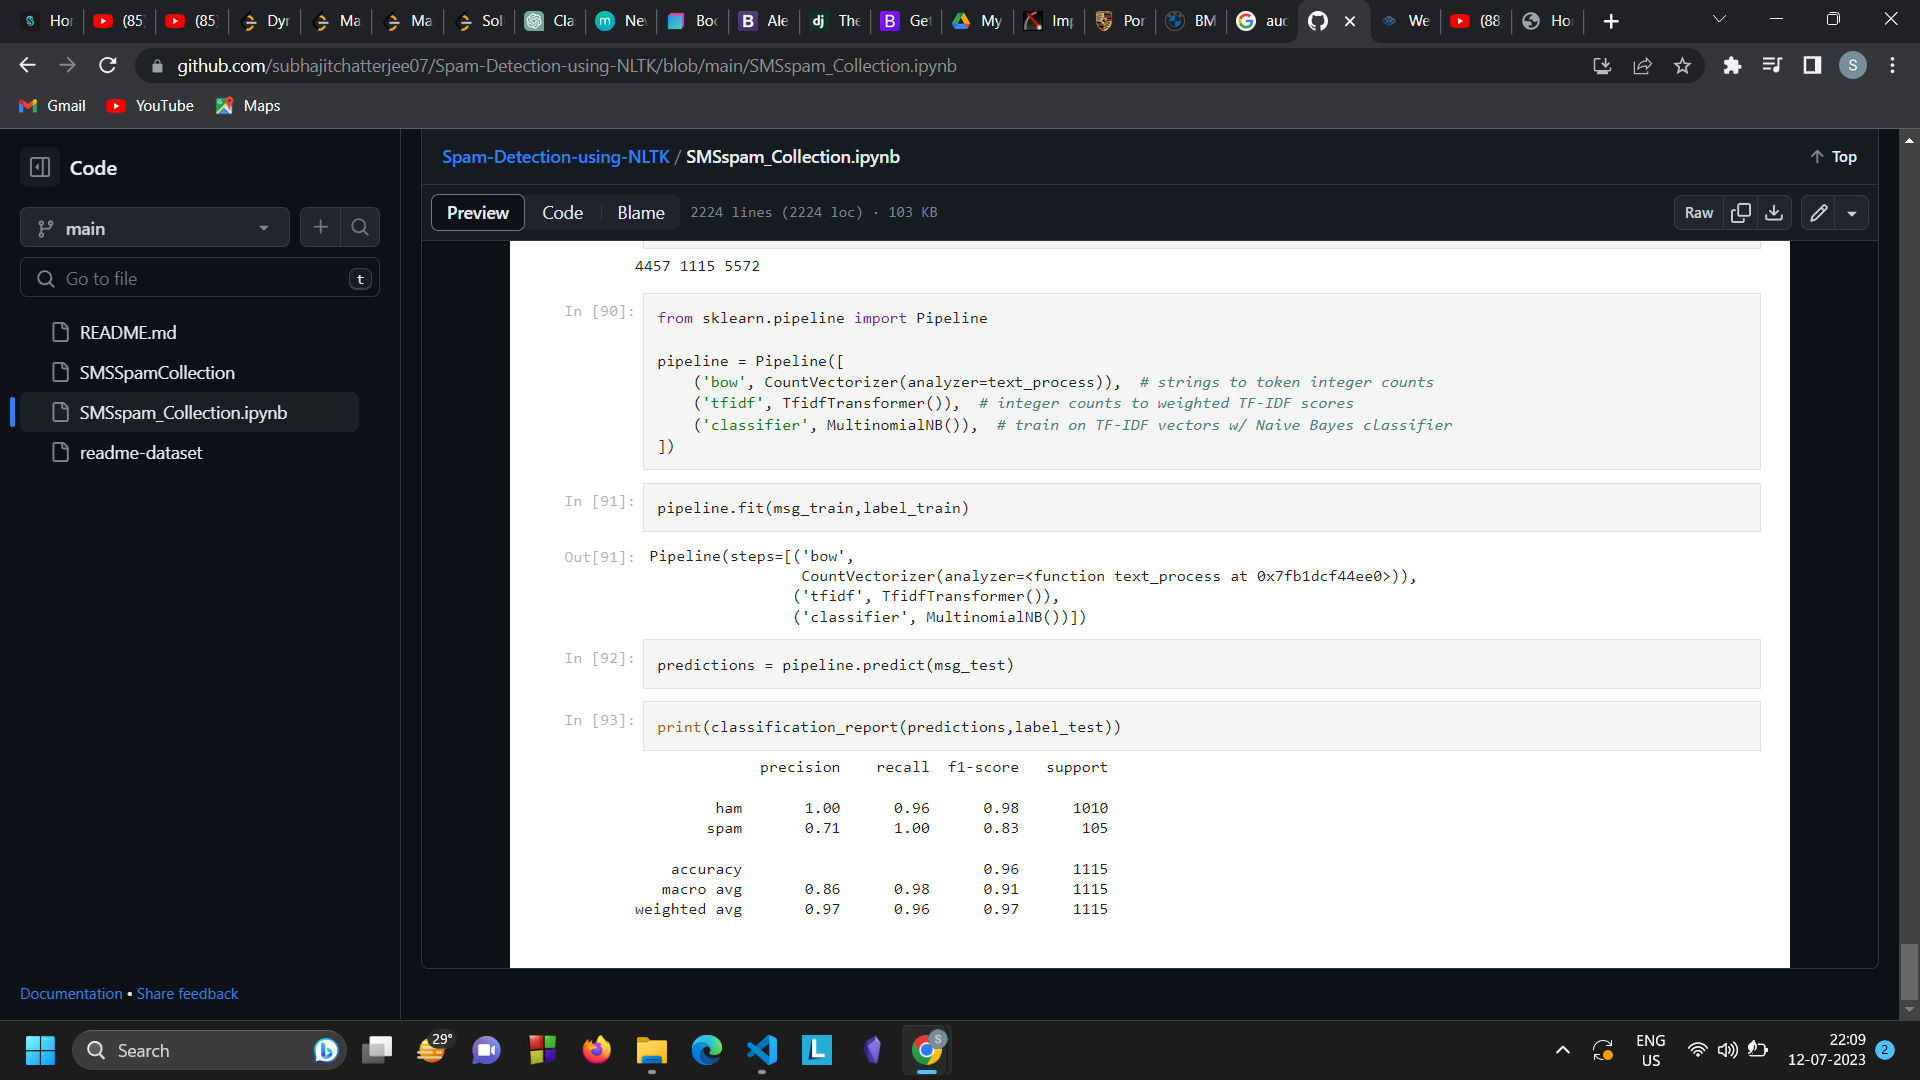 Hor
(85)
(85)
Dyr
Ma
Ma
Sol
Cla
Ne
Boo
Ale
The
Get
My
Imp
Por
BM
auc
We
(88
Ho
github.com/subhajitchatterjee07/Spam-Detection-using-NLTK/blob/main/SMSspam_Collection.ipynb
S
Gmail
YouTube
Maps
Code
Spam-Detection-using-NLTK / SMSspam_Collection.ipynb
Top
main
Preview
Code
Blame
2224 lines (2224 loc) · 103 KB
Raw
Go to file
t
README.md
SMSSpamCollection
SMSspam_Collection.ipynb
readme-dataset
4457 1115 5572
In [90]:
from sklearn.pipeline import Pipeline
pipeline = Pipeline([
('bow', CountVectorizer(analyzer=text_process)), # strings to token integer counts
('tfidf', TfidfTransformer()), # integer counts to weighted TF-IDF scores
('classifier', MultinomialNB()), # train on TF-IDF vectors w/ Naive Bayes classifier
])
In [91]:
pipeline.fit(msg_train,label_train)
Out[91]: Pipeline(steps=[('bow',
CountVectorizer(analyzer=<function text_process at 0x7fb1dcf44ee0>)),
('tfidf', TfidfTransformer()),
('classifier', MultinomialNB())])
In [92]:
predictions = pipeline.predict(msg_test)
In [93]:
print(classification_report(predictions,label_test))
precision recall f1-score support
ham 1.00 0.96 0.98 1010
spam 0.71 1.00 0.83 105
accuracy 0.96 1115
macro avg 0.86 0.98 0.91 1115
weighted avg 0.97 0.96 0.97 1115
Documentation • Share feedback
Search
29°
L
S
ENG
US
22:09
12-07-2023
2